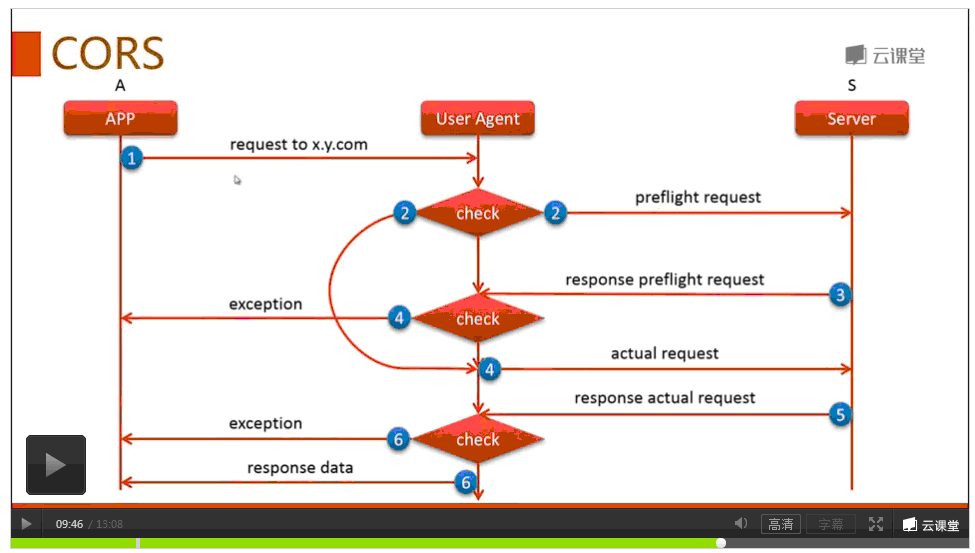 CORS
云课堂
A
S
APP
User Agent
Server
1
request to x.y.com
2
check
2
preflight request
response preflight request
3
exception
4
check
actual request
4
response actual request
5
exception
6
check
response data
6
09:46 / 13:08
高清
字幕
云课堂